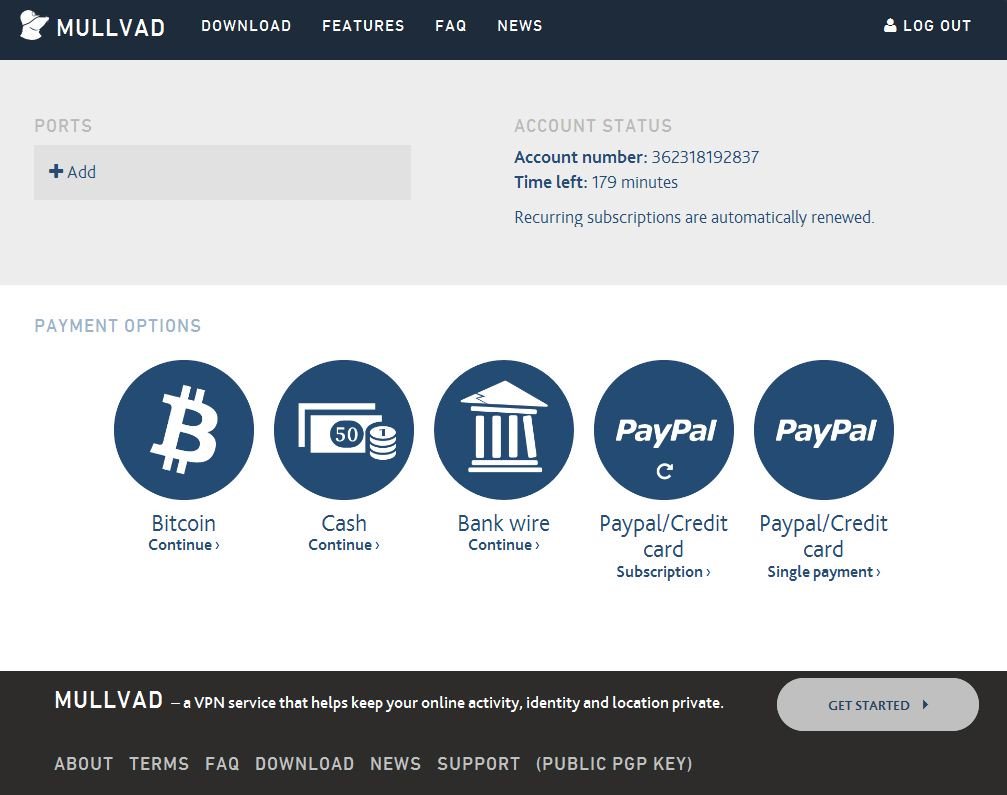 MULLVAD DOWNLOAD FEATURES FAQ NEWS LOG OUT
PORTS
Add
ACCOUNT STATUS
Account number: 362318192837
Time left: 179 minutes
Recurring subscriptions are automatically renewed.
PAYMENT OPTIONS
50
1
PayPal
PayPal
Bitcoin
Continue ›
Cash
Continue ›
Bank wire
Continue ›
Paypal/Credit
card
Subscription ›
Paypal/Credit
card
Single payment ›
MULLVAD – a VPN service that helps keep your online activity, identity and location private.
GET STARTED
ABOUT TERMS FAQ DOWNLOAD NEWS SUPPORT (PUBLIC PGP KEY)